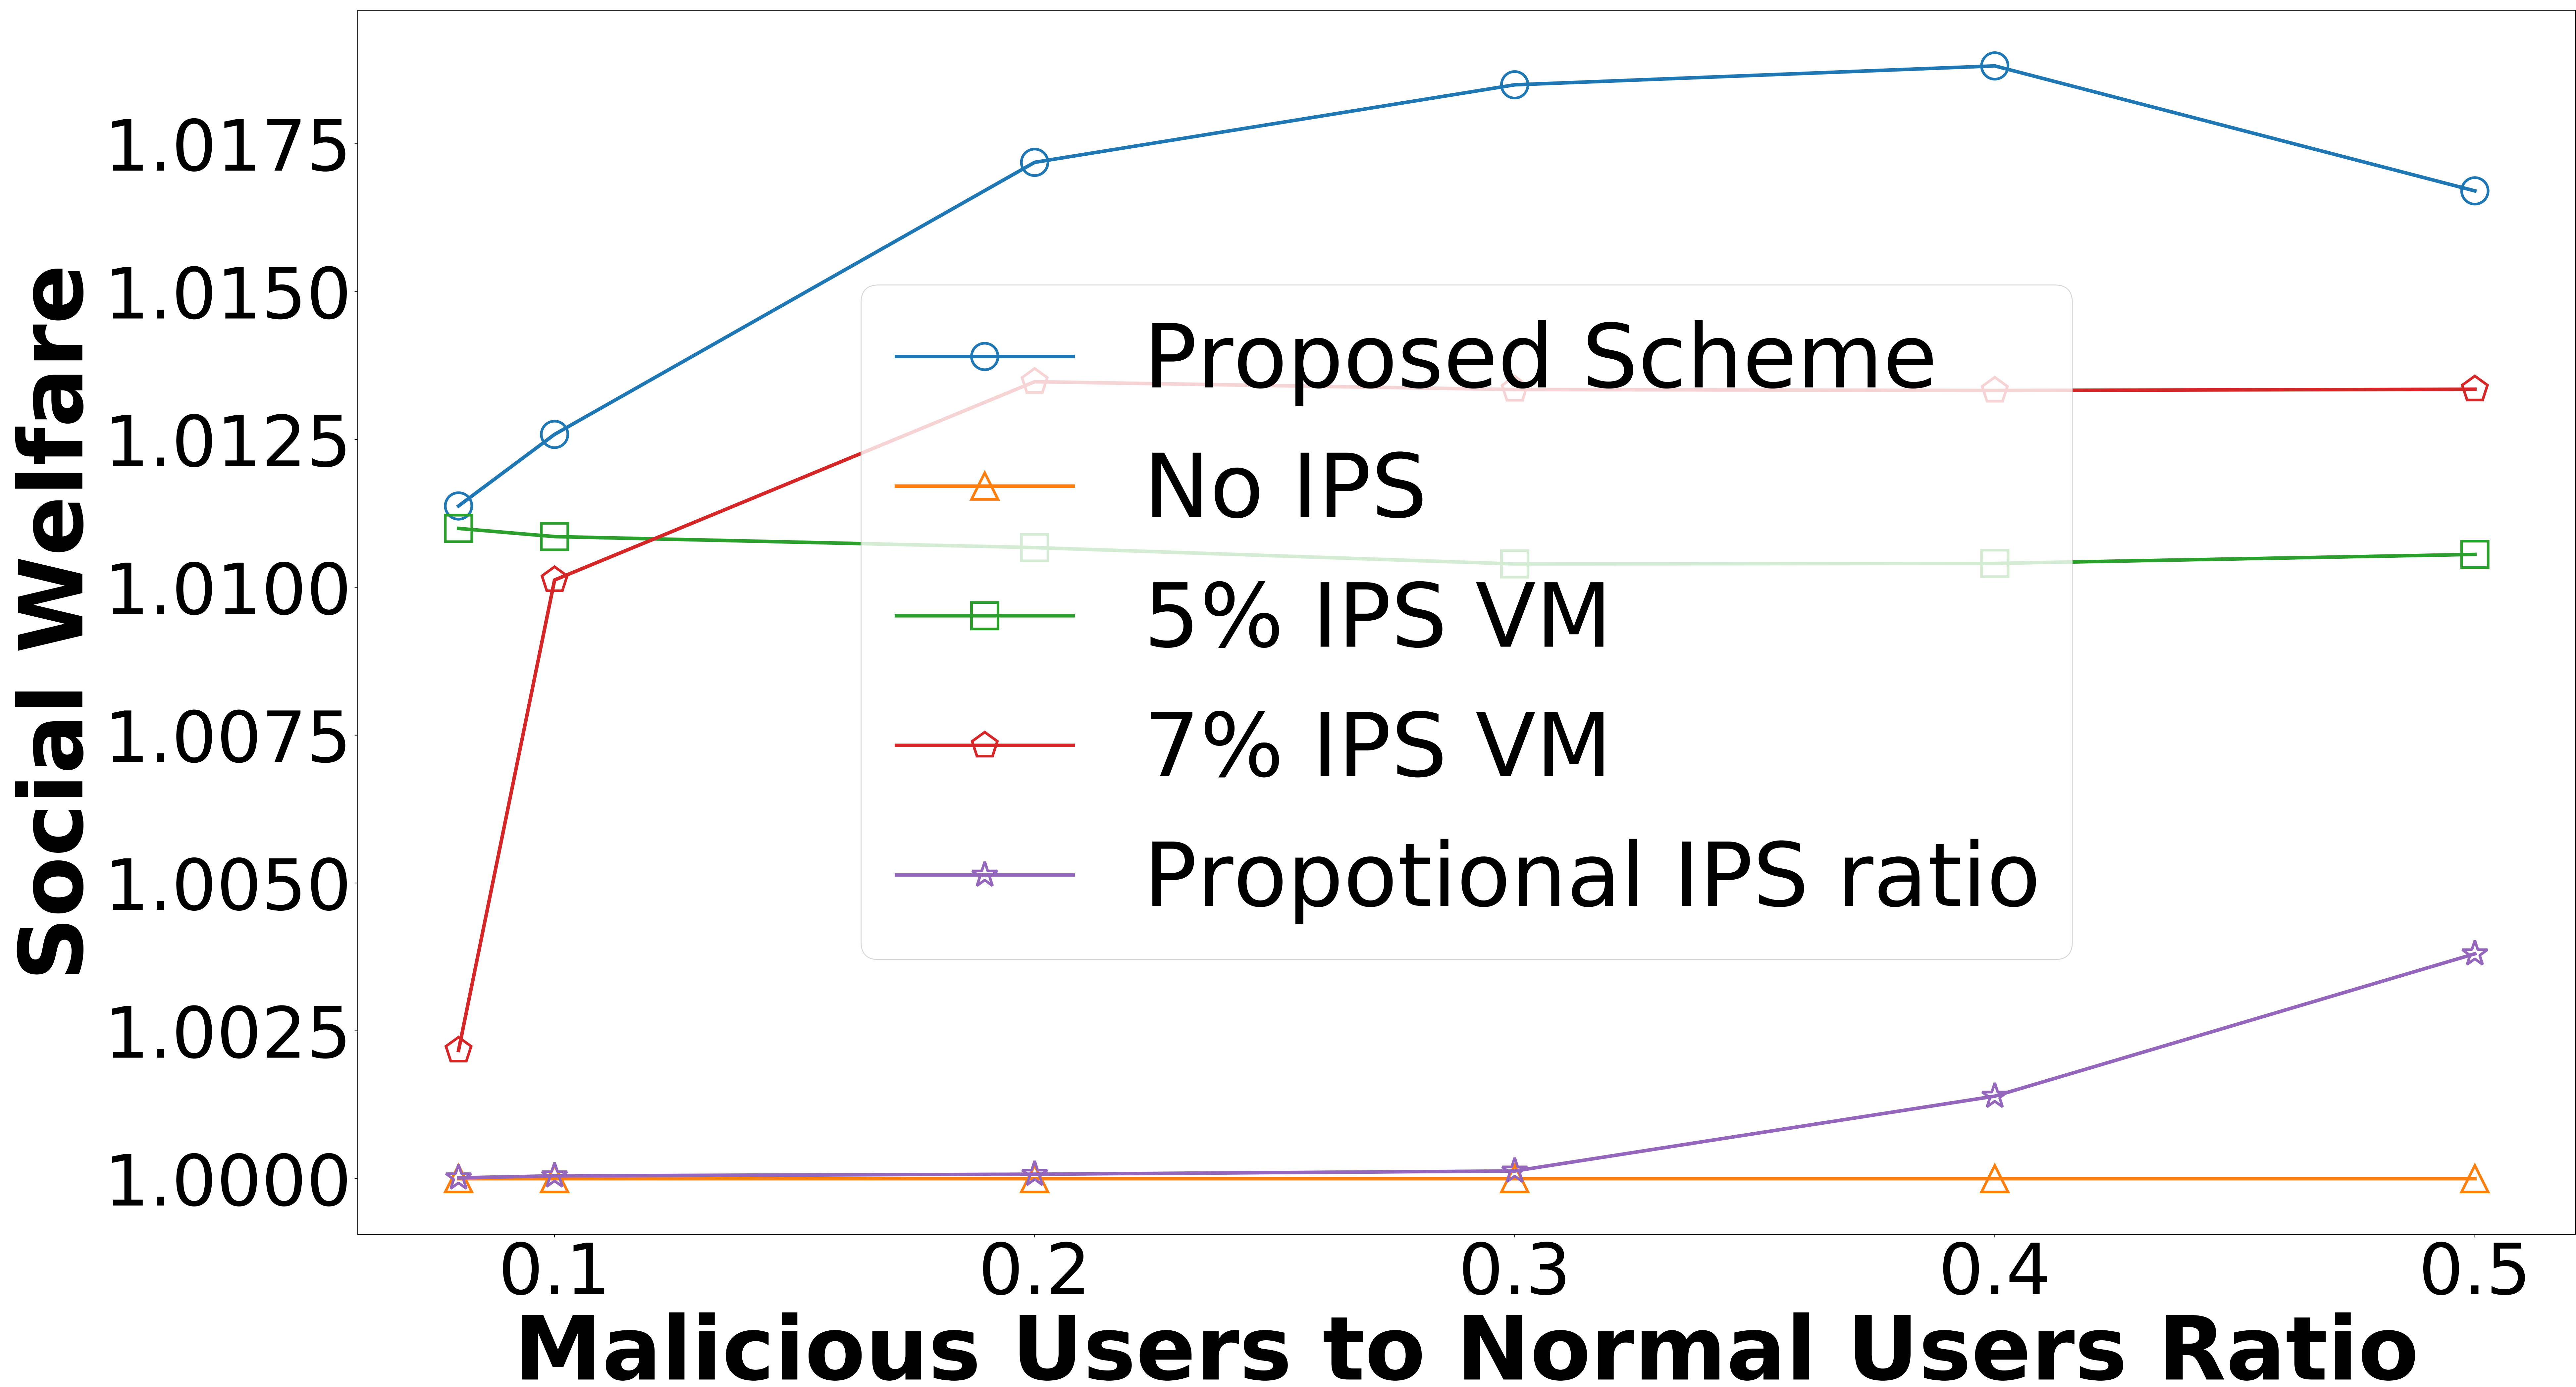 Social Welfare
1.0175
1.0150
1.0125
1.0100
1.0075
1.0050
1.0025
1.0000
Proposed Scheme
No IPS
5% IPS VM
7% IPS VM
Propotional IPS ratio
0.1 0.2 0.3 0.4 0.5
Malicious Users to Normal Users Ratio